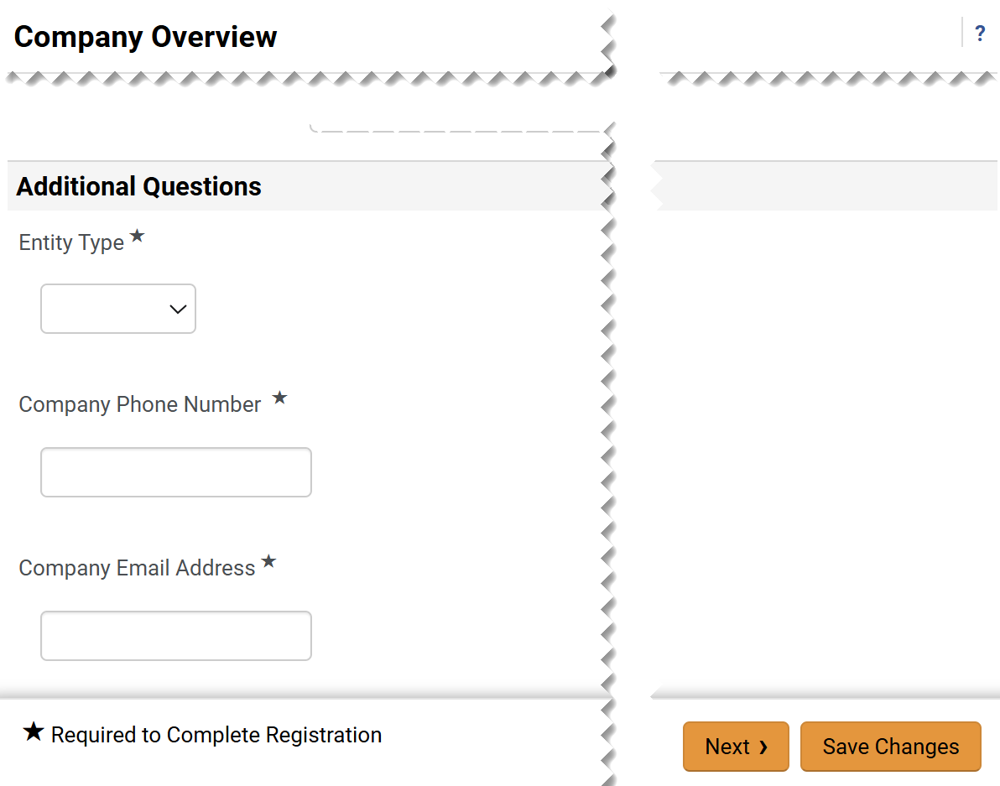 Company Overview
?
Additional Questions
Entity Type ★
Company Phone Number ★
Company Email Address ★
★ Required to Complete Registration
Next ›
Save Changes